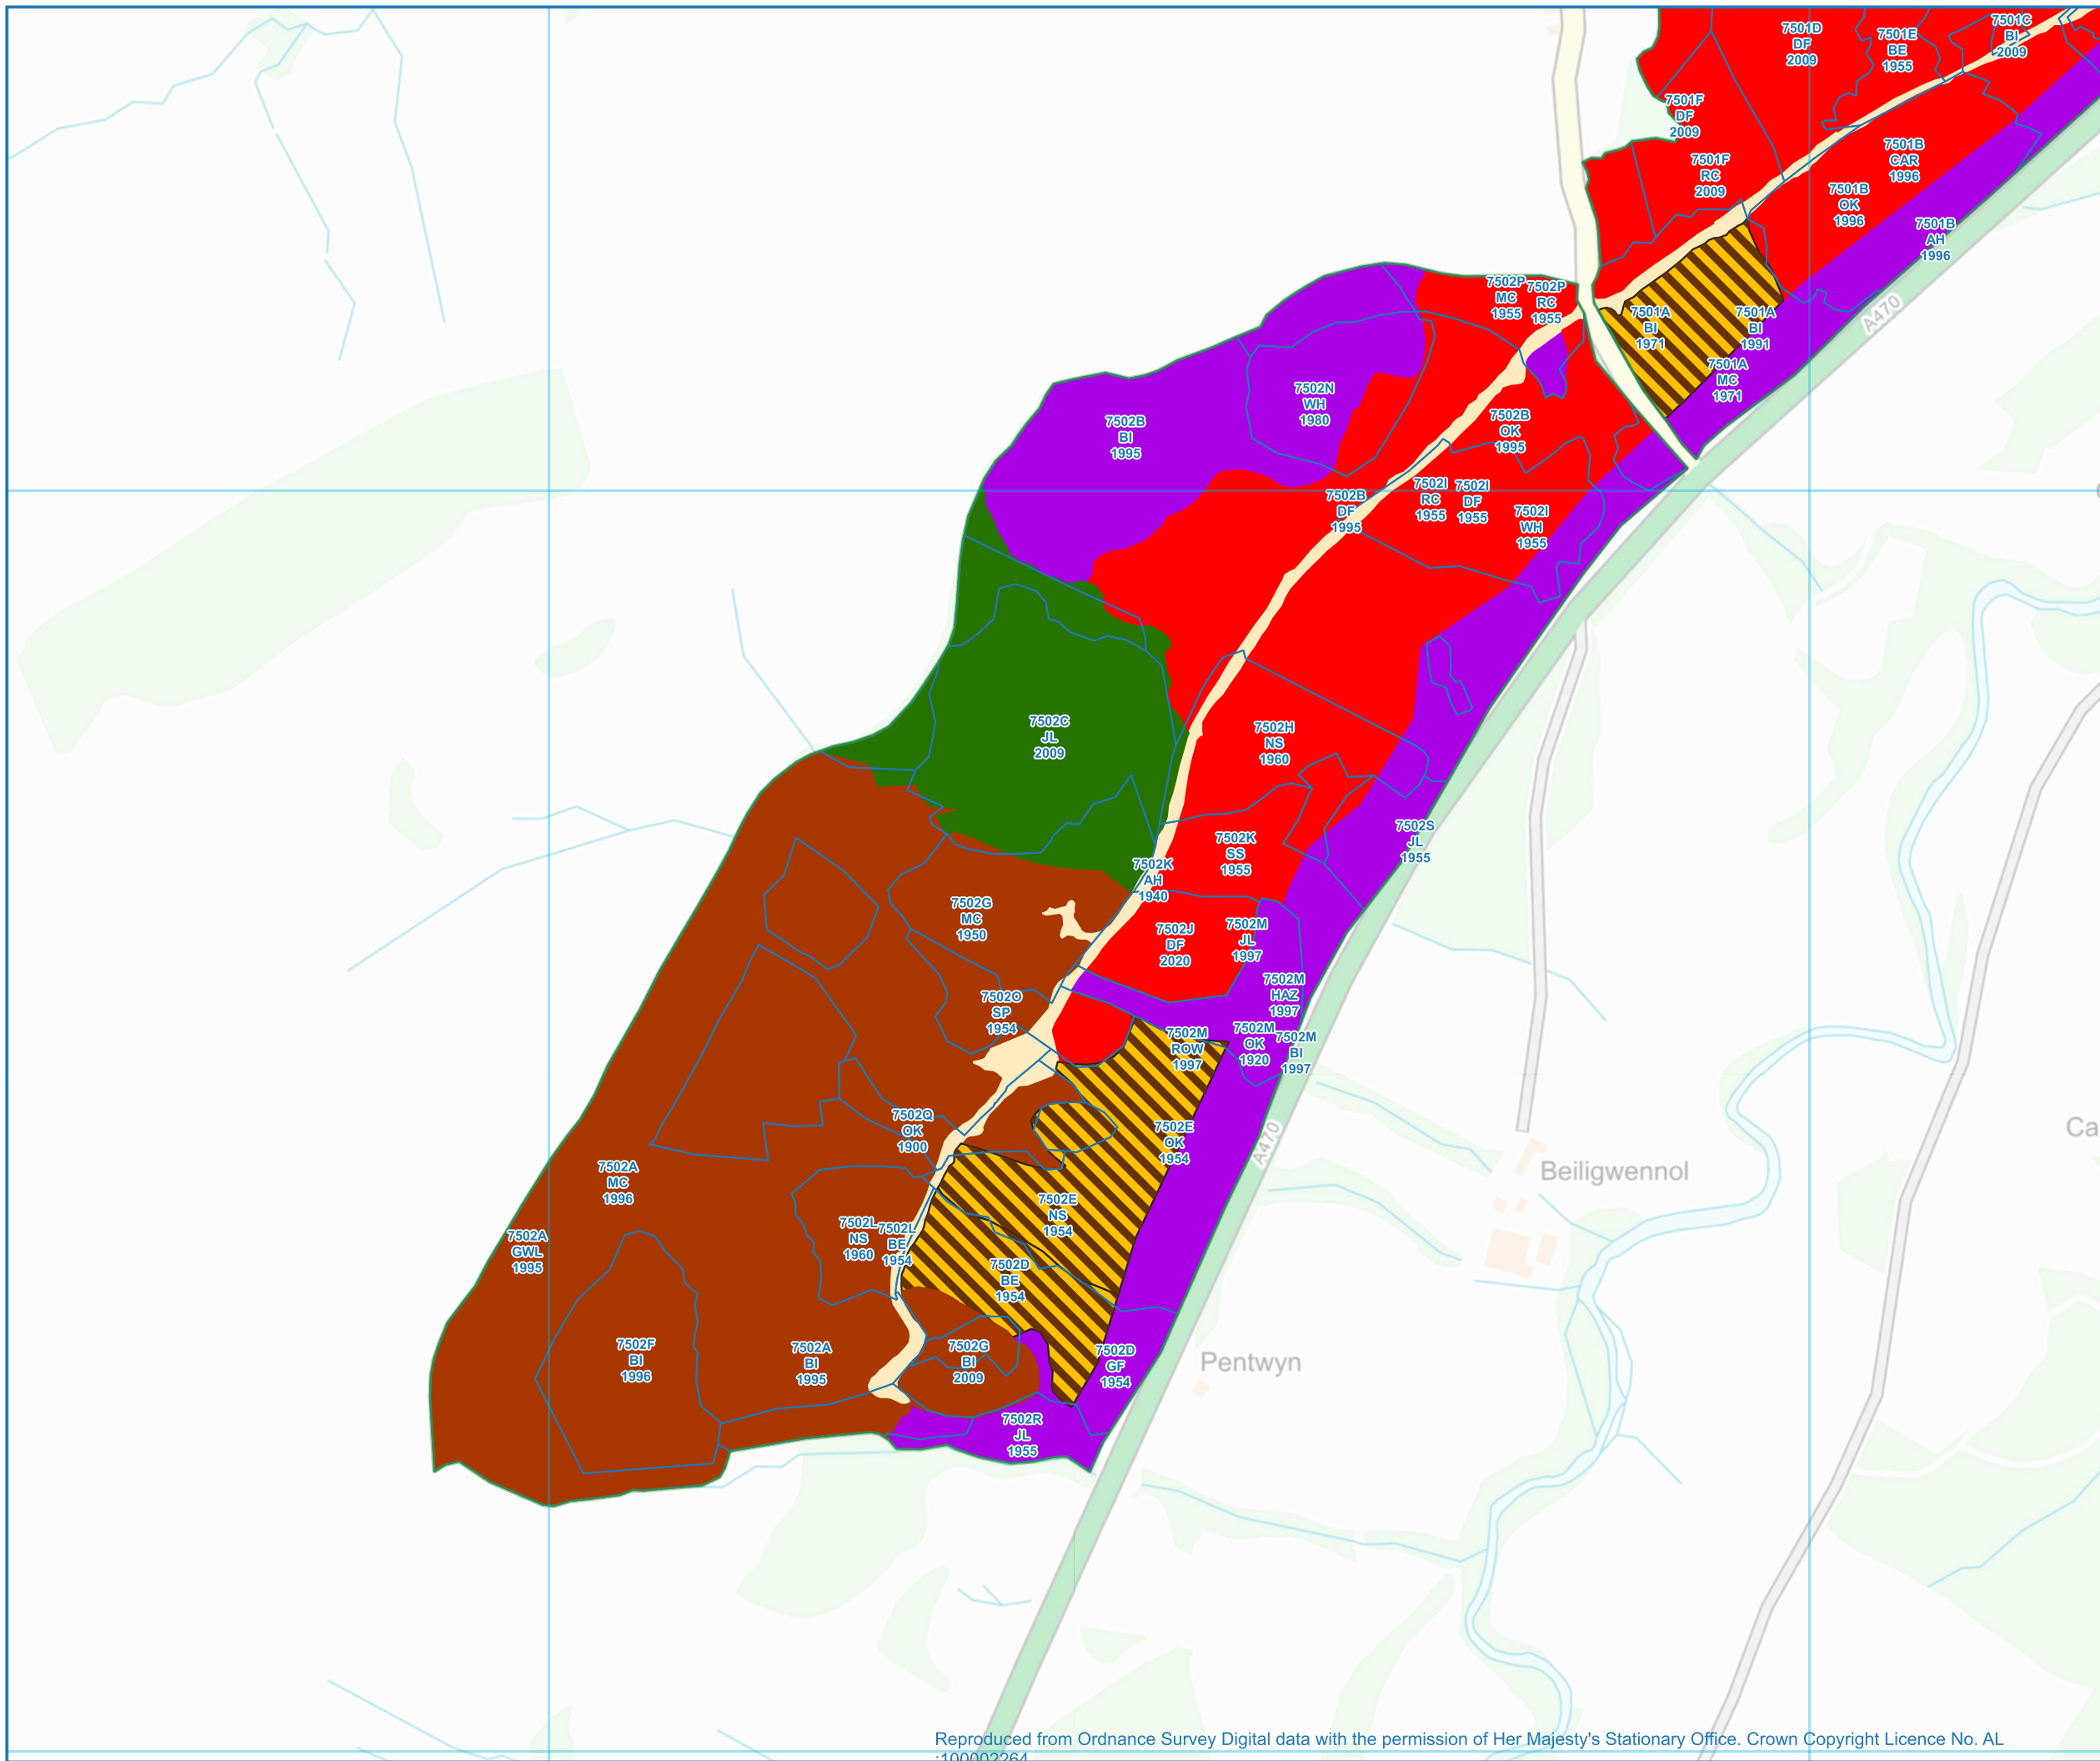 7501D
DF
2009
7501E
BE
1955
7501C
BI
2009
7501F
DF
2009
7501F
RC
2009
7501B
CAR
1996
7501B
OK
1996
7501B
AH
1996
A470
7502P
MC
1955
7502P
RC
1955
7501A
BI
1971
7501A
BI
1991
7501A
MC
1971
7502N
WH
1980
7502B
BI
1995
7502B
OK
1995
7502B
DF
1995
7502I
RC
1955
7502I
DF
1955
7502I
WH
1955
7502C
JL
2009
7502H
NS
1960
7502K
SS
1955
7502S
JL
1955
7502K
AH
1940
7502G
MC
1950
7502J
DF
2020
7502M
JL
1997
7502M
HAZ
1997
7502O
SP
1954
7502M
ROW
1997
7502M
OK
1920
7502M
BI
1997
7502Q
OK
1900
7502E
OK
1954
A470
Ca
Beiligwennol
7502A
MC
1996
7502E
NS
1954
7502A
GWL
1995
7502L
NS
1960
7502L
BE
1954
7502D
BE
1954
7502F
BI
1996
7502A
BI
1995
7502G
BI
2009
7502D
GF
1954
Pentwyn
7502R
JL
1955
Reproduced from Ordnance Survey Digital data with the permission of Her Majesty's Stationary Office. Crown Copyright Licence No. AL
:100002264